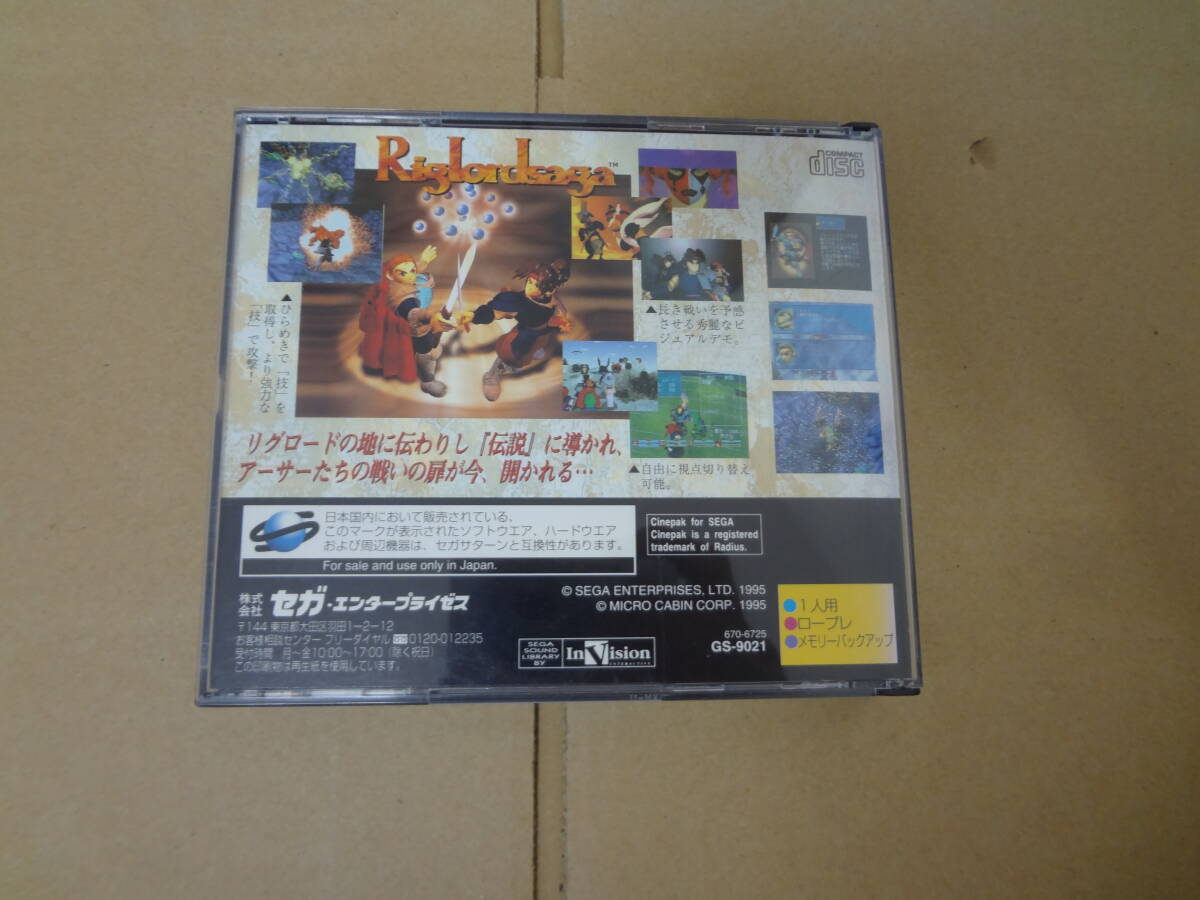 Riglordsaga™
COMPACT
disc
▲ひらめきで「技」を
取得し、より強力な
「技」で攻撃!
▲長き戦いを予感
させる秀麗なビ
ジュアルデモ。
リグロードの地に伝わりし『伝説』に導かれ、
アーサーたちの戦いの扉が今、開かれる…
▲自由に視点切り替え
可能。
日本国内において販売されている、
このマークが表示されたソフトウエア、ハードウエア
および周辺機器は、セガサターンと互換性があります。
For sale and use only in Japan.
Cinepak for SEGA
Cinepak is a registered
trademark of Radius.
株式
会社 セガ・エンタープライゼス
〒144 東京都大田区羽田1-2-12
お客様相談センター フリーダイヤル 0120-012235
受付時間 月〜金10:00〜17:00（除く祝日）
この印刷物は再生紙を使用しています。
© SEGA ENTERPRISES, LTD. 1995
© MICRO CABIN CORP. 1995
670-6725
GS-9021
SEGA
SOUND
LIBRARY
BY
InVision
INTERACTIVE
●1人用
●ロープレ
●メモリーバックアップ